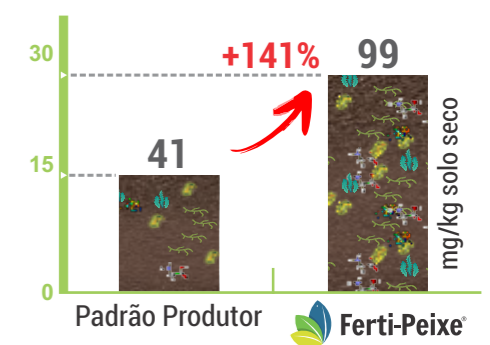 30
+141%
99
15
41
0
mg/kg solo seco
Padrão Produtor
Ferti-Peixe®